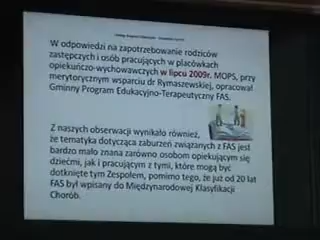 W odpowiedzi na zapotrzebowanie rodziców
zastępczych i osób pracujących w placówkach
opiekuńczo-wychowawczych w lipcu 2009r. MOPS, przy
merytorycznym wsparciu dr Rymaszewskiej, opracował
Gminny Program Edukacyjno-Terapeutyczny FAS.
Z naszych obserwacji wynikało również,
że tematyka dotycząca zaburzeń związanych z FAS jest
bardzo mało znana zarówno osobom opiekującym się
dziećmi, jak i pracującym z tymi, które mogą być
dotknięte tym Zespołem, pomimo tego, że już od 20 lat
FAS był wpisany do Międzynarodowej Klasyfikacji
Chorób.